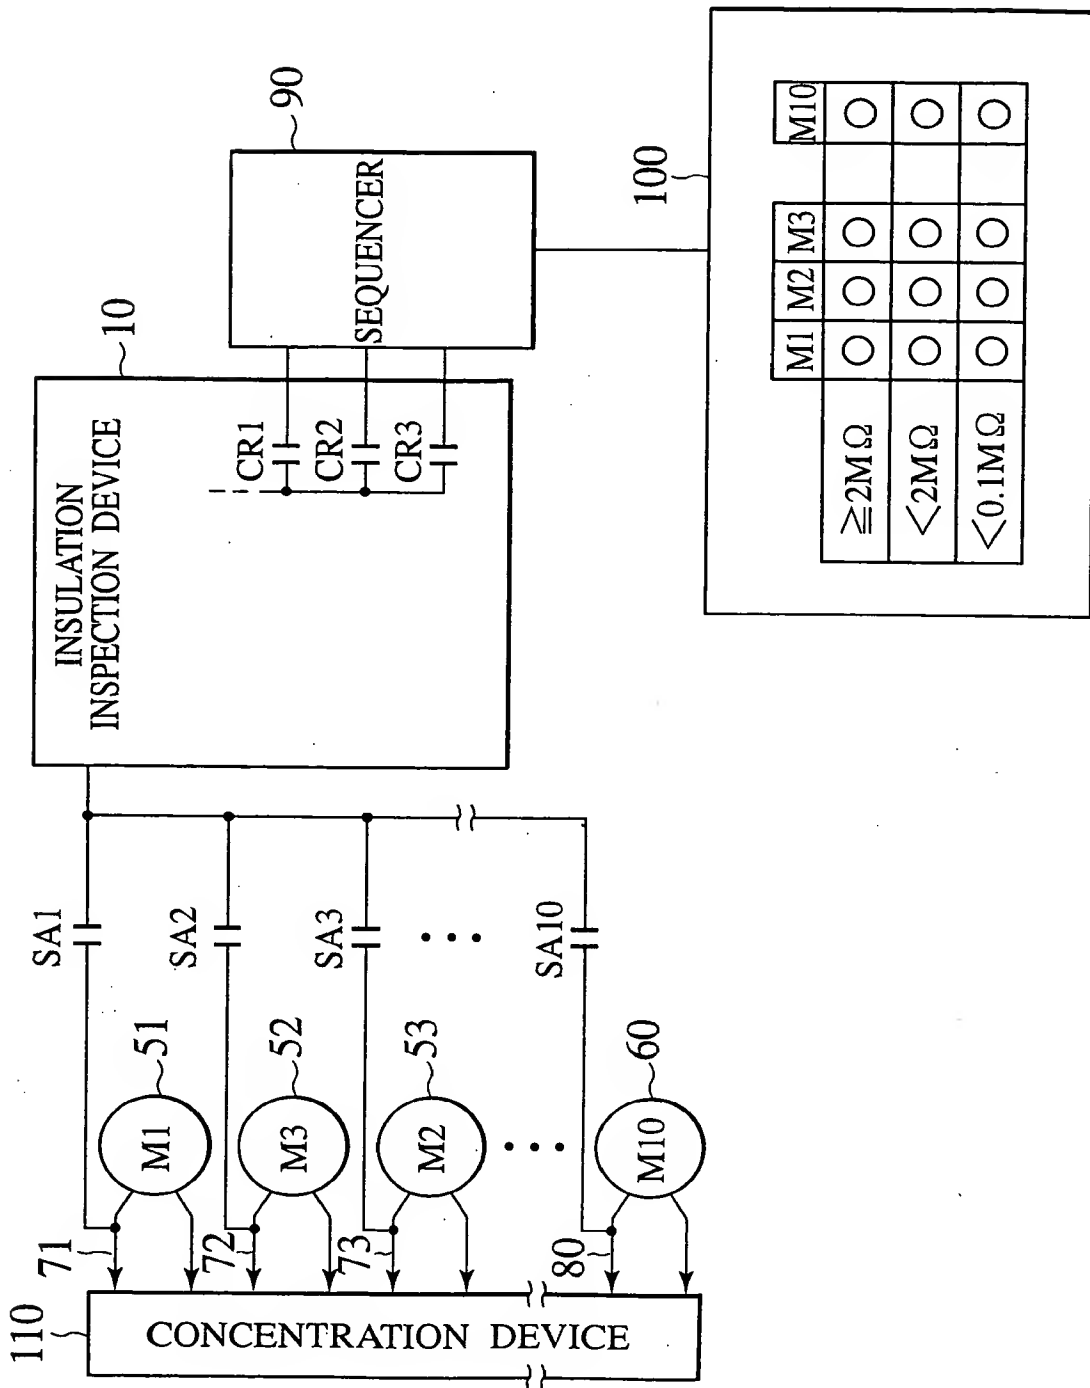 110
CONCENTRATION DEVICE
71
72
73
80
M1
51
M3
52
M2
53
M10
60
SA1
SA2
SA3
SA10
10
INSULATION
INSPECTION DEVICE
CR1
CR2
CR3
90
SEQUENCER
100
M1 M2 M3 M10
≧2MΩ
<2MΩ
<0.1MΩ